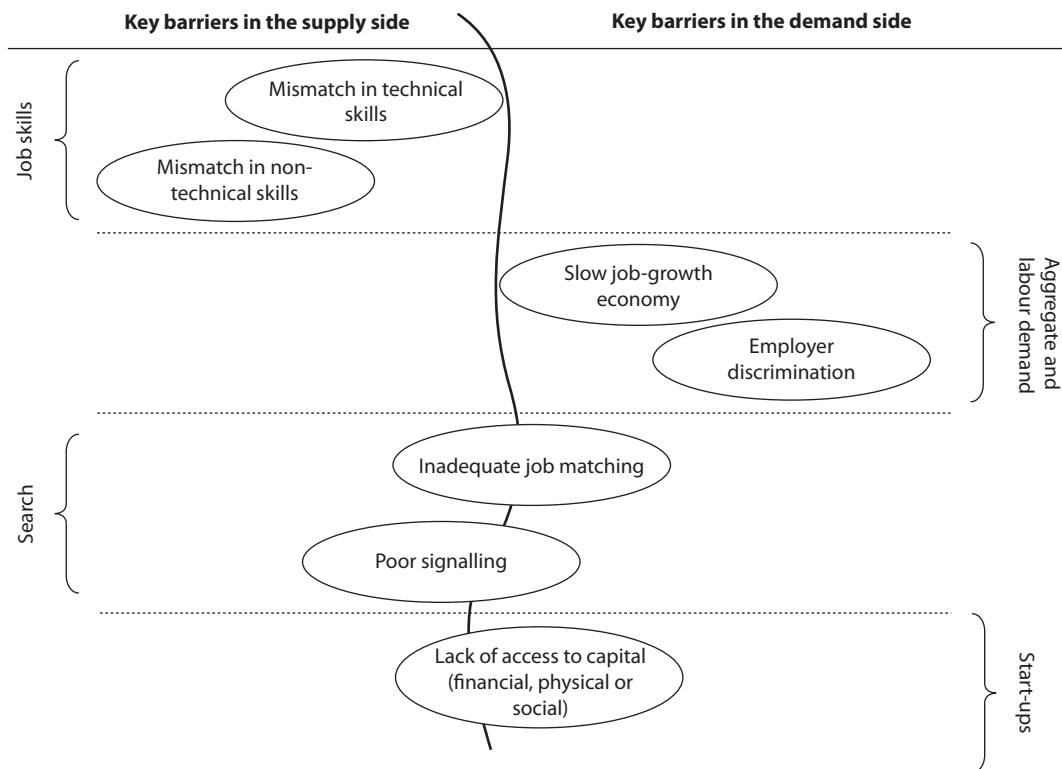 Key barriers in the supply side
Key barriers in the demand side
Job skills
Mismatch in technical
skills
Mismatch in non-
technical skills
Slow job-growth
economy
Employer
discrimination
Aggregate and
labour demand
Search
Inadequate job matching
Poor signalling
Lack of access to capital
(financial, physical or
social)
Start-ups